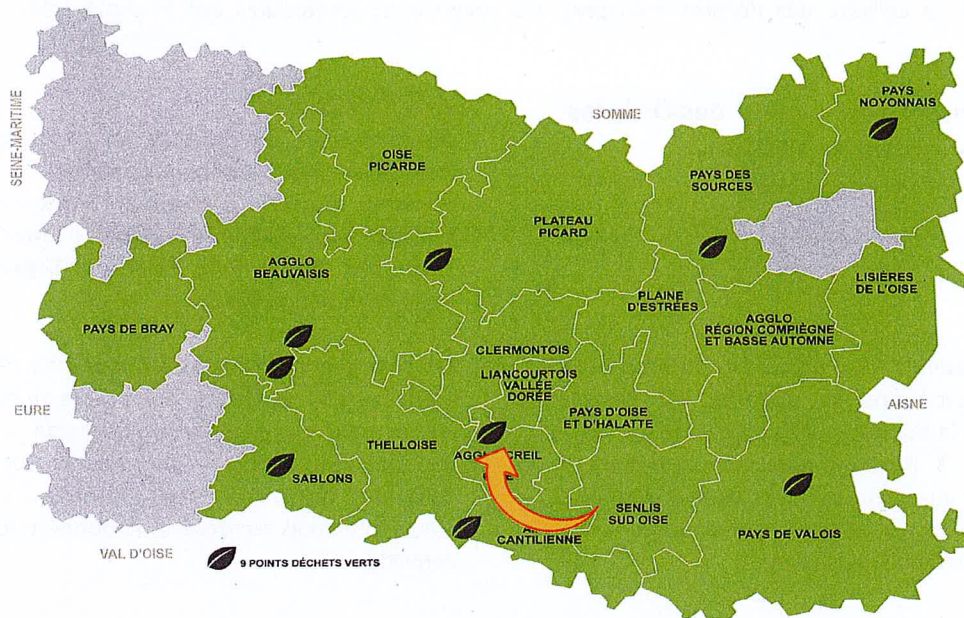 PAYS
NOYONNAIS
SOMME
SEINE-MARITIME
OISE
PICARDE
PAYS DES
SOURCES
PLATEAU
PICARD
AGGLO
BEAUVAISIS
LISIÈRES
DE L'OISE
PLAINE
D'ESTRÉES
AGGLO
RÉGION COMPIÈGNE
ET BASSE AUTOMNE
PAYS DE BRAY
CLERMONTOIS
LIANCOURTOIS
VALLÉE
DORÉE
EURE
AISNE
PAYS D'OISE
ET D'HALATTE
THELLOISE
AGGLO CREIL
SABLONS
SENLIS
SUD OISE
PAYS DE VALOIS
CANTILIENNE
VAL D'OISE
9 POINTS DÉCHETS VERTS